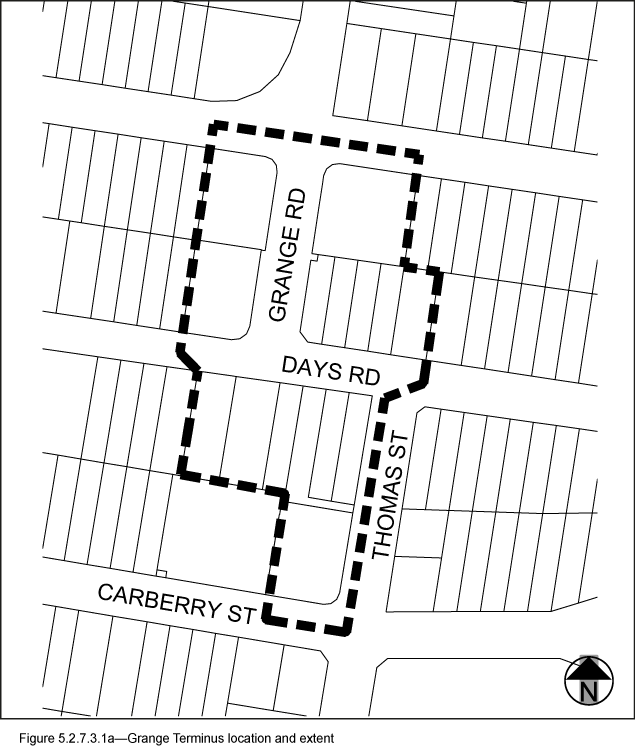 GRANGE RD
DAYS RD
THOMAS ST
CARBERRY ST
N
Figure 5.2.7.3.1a—Grange Terminus location and extent